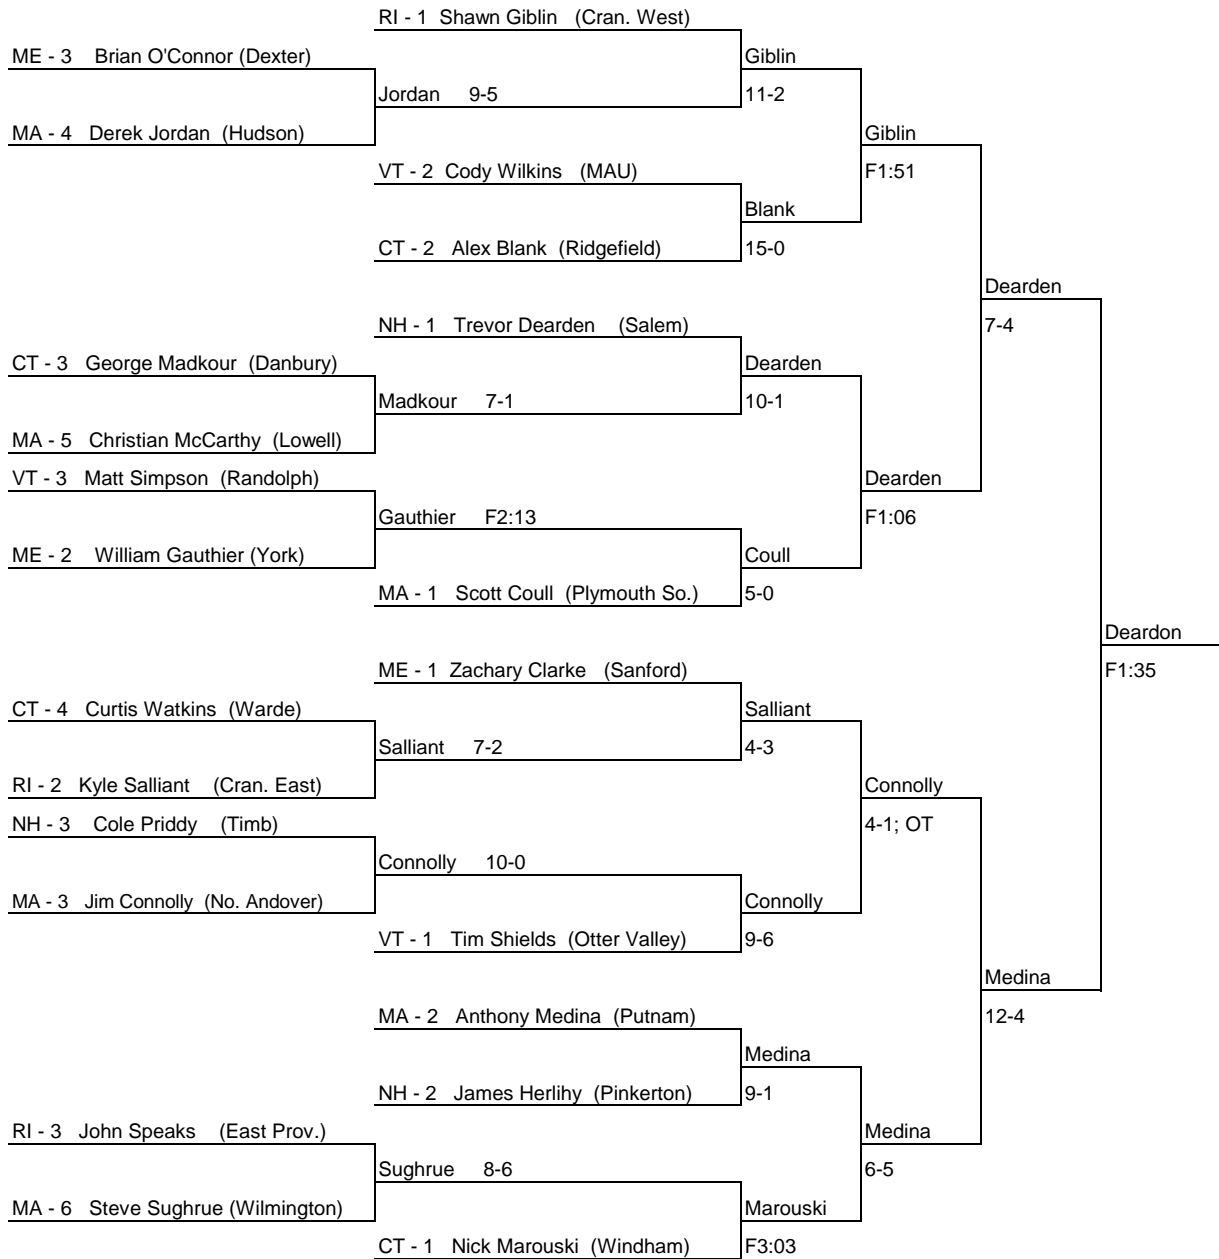 RI - 1 Shawn Giblin (Cran. West)
ME - 3 Brian O'Connor (Dexter)
Giblin
Jordan 9-5
11-2
MA - 4 Derek Jordan (Hudson)
Giblin
VT - 2 Cody Wilkins (MAU)
F1:51
Blank
CT - 2 Alex Blank (Ridgefield)
15-0
Dearden
NH - 1 Trevor Dearden (Salem)
7-4
CT - 3 George Madkour (Danbury)
Dearden
Madkour 7-1
10-1
MA - 5 Christian McCarthy (Lowell)
VT - 3 Matt Simpson (Randolph)
Dearden
Gauthier F2:13
F1:06
ME - 2 William Gauthier (York)
Coull
MA - 1 Scott Coull (Plymouth So.)
5-0
Deardon
ME - 1 Zachary Clarke (Sanford)
F1:35
CT - 4 Curtis Watkins (Warde)
Salliant
Salliant 7-2
4-3
RI - 2 Kyle Salliant (Cran. East)
Connolly
NH - 3 Cole Priddy (Timb)
4-1; OT
Connolly 10-0
MA - 3 Jim Connolly (No. Andover)
Connolly
VT - 1 Tim Shields (Otter Valley)
9-6
Medina
MA - 2 Anthony Medina (Putnam)
12-4
Medina
NH - 2 James Herlihy (Pinkerton)
9-1
RI - 3 John Speaks (East Prov.)
Medina
Sughrue 8-6
6-5
MA - 6 Steve Sughrue (Wilmington)
Marouski
CT - 1 Nick Marouski (Windham)
F3:03